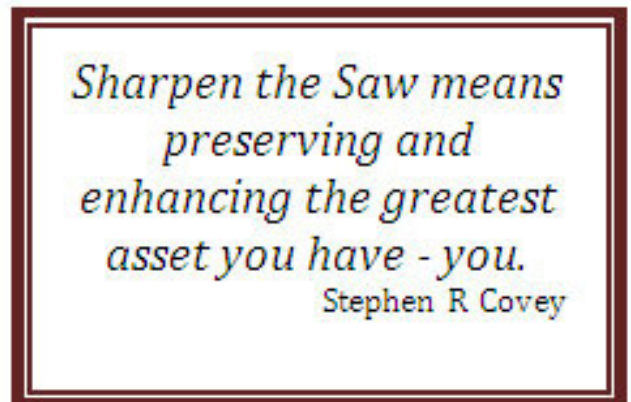 Sharpen the Saw means
preserving and
enhancing the greatest
asset you have - you.
Stephen R Covey